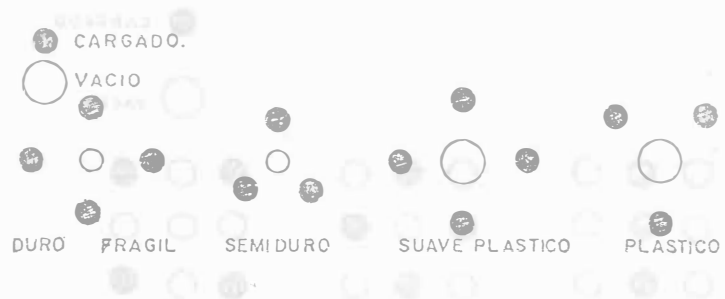 CARGADO.
VACIO
DURO FRAGIL SEMIDURO SUAVE PLASTICO PLASTICO